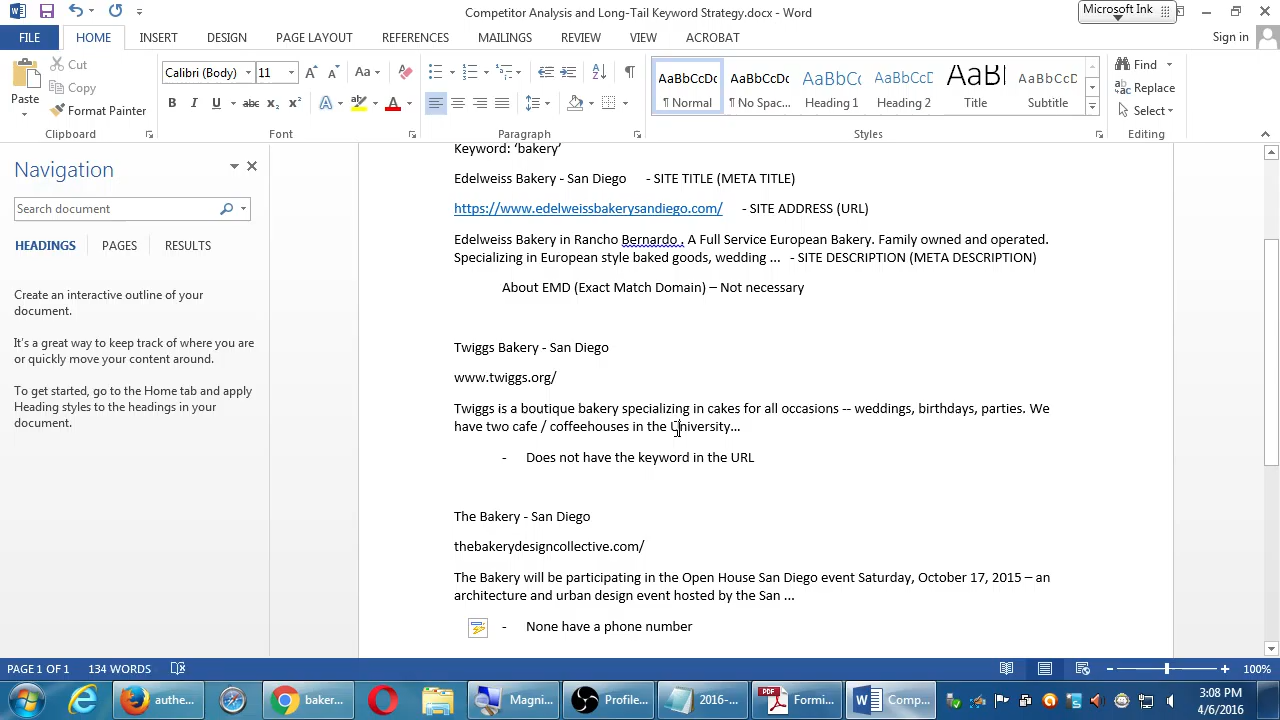 Competitor Analysis and Long-Tail Keyword Strategy.docx - Word
Microsoft Ink
FILE HOME INSERT DESIGN PAGE LAYOUT REFERENCES MAILINGS REVIEW VIEW ACROBAT Sign in
Paste
Cut
Copy
Format Painter
Calibri (Body) 11
B I U abc x₂ x²
AaBbCcDc AaBbCcDc AaBbCc AaBbCcD AaBl AaBbCcD
¶ Normal ¶ No Spac... Heading 1 Heading 2 Title Subtitle
Find
Replace
Select
Clipboard Font Paragraph Styles Editing
Navigation
Search document
HEADINGS PAGES RESULTS
Create an interactive outline of your
document.
It's a great way to keep track of where you are
or quickly move your content around.
To get started, go to the Home tab and apply
Heading styles to the headings in your
document.
Keyword: ‘bakery’
Edelweiss Bakery - San Diego - SITE TITLE (META TITLE)
https://www.edelweissbakerysandiego.com/ - SITE ADDRESS (URL)
Edelweiss Bakery in Rancho Bernardo . A Full Service European Bakery. Family owned and operated.
Specializing in European style baked goods, wedding ... - SITE DESCRIPTION (META DESCRIPTION)
About EMD (Exact Match Domain) – Not necessary
Twiggs Bakery - San Diego
www.twiggs.org/
Twiggs is a boutique bakery specializing in cakes for all occasions -- weddings, birthdays, parties. We
have two cafe / coffeehouses in the University...
- Does not have the keyword in the URL
The Bakery - San Diego
thebakerydesigncollective.com/
The Bakery will be participating in the Open House San Diego event Saturday, October 17, 2015 – an
architecture and urban design event hosted by the San ...
- None have a phone number
PAGE 1 OF 1 134 WORDS 100%
authe... baker... Magni... Profile... 2016-... Formi... Comp...
3:08 PM
4/6/2016